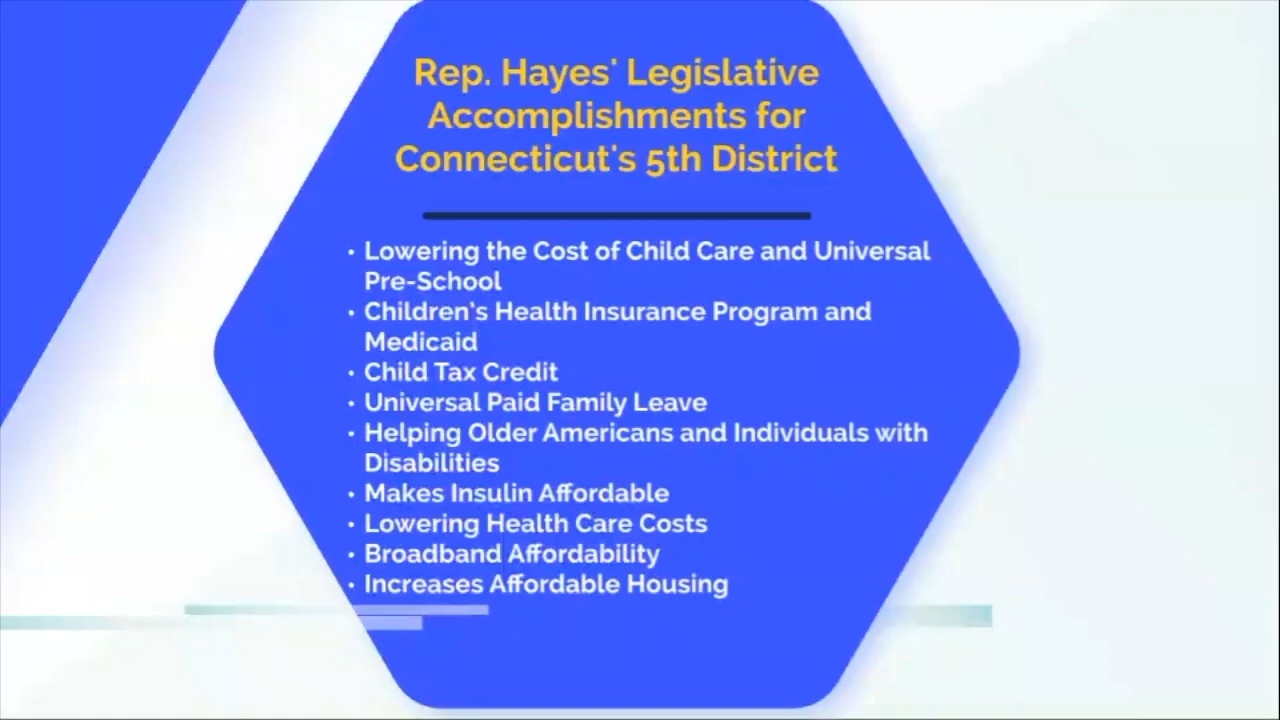 Rep. Hayes' Legislative
Accomplishments for
Connecticut's 5th District
• Lowering the Cost of Child Care and Universal
Pre-School
• Children's Health Insurance Program and
Medicaid
• Child Tax Credit
• Universal Paid Family Leave
• Helping Older Americans and Individuals with
Disabilities
• Makes Insulin Affordable
• Lowering Health Care Costs
• Broadband Affordability
• Increases Affordable Housing